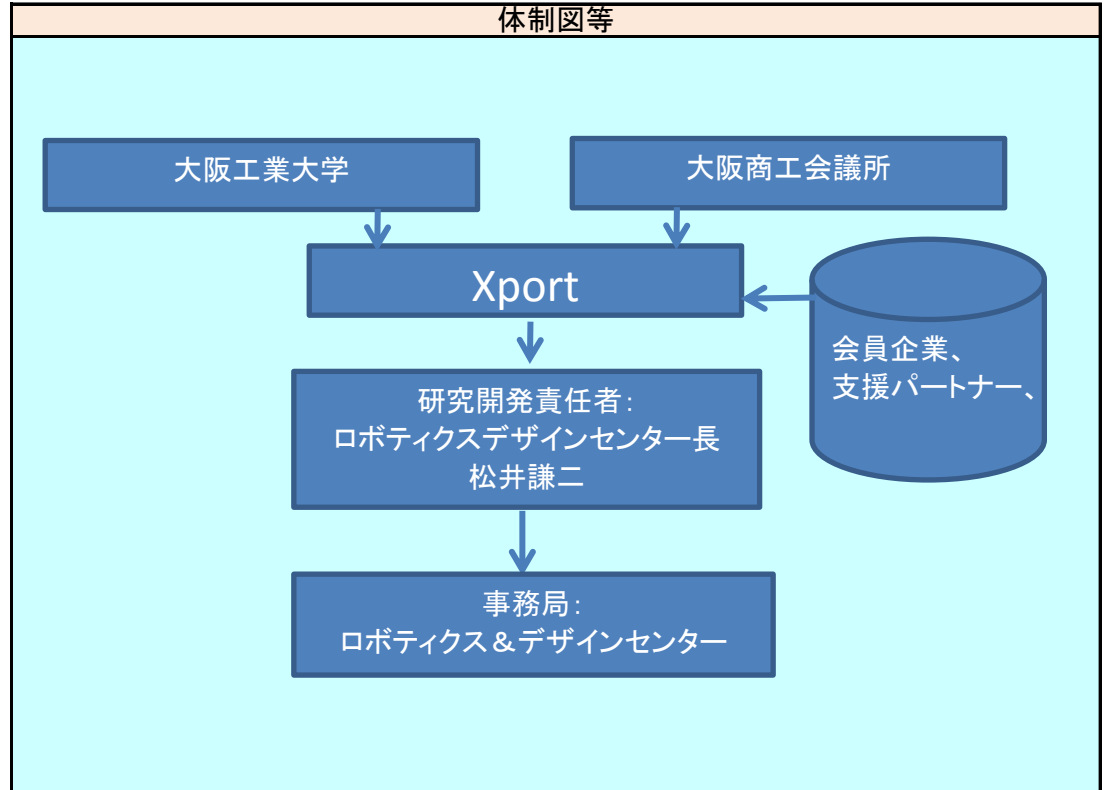 体制図等
大阪工業大学
大阪商工会議所
Xport
会員企業、
支援パートナー、
研究開発責任者：
ロボティクスデザインセンター長
松井謙二
事務局：
ロボティクス＆デザインセンター